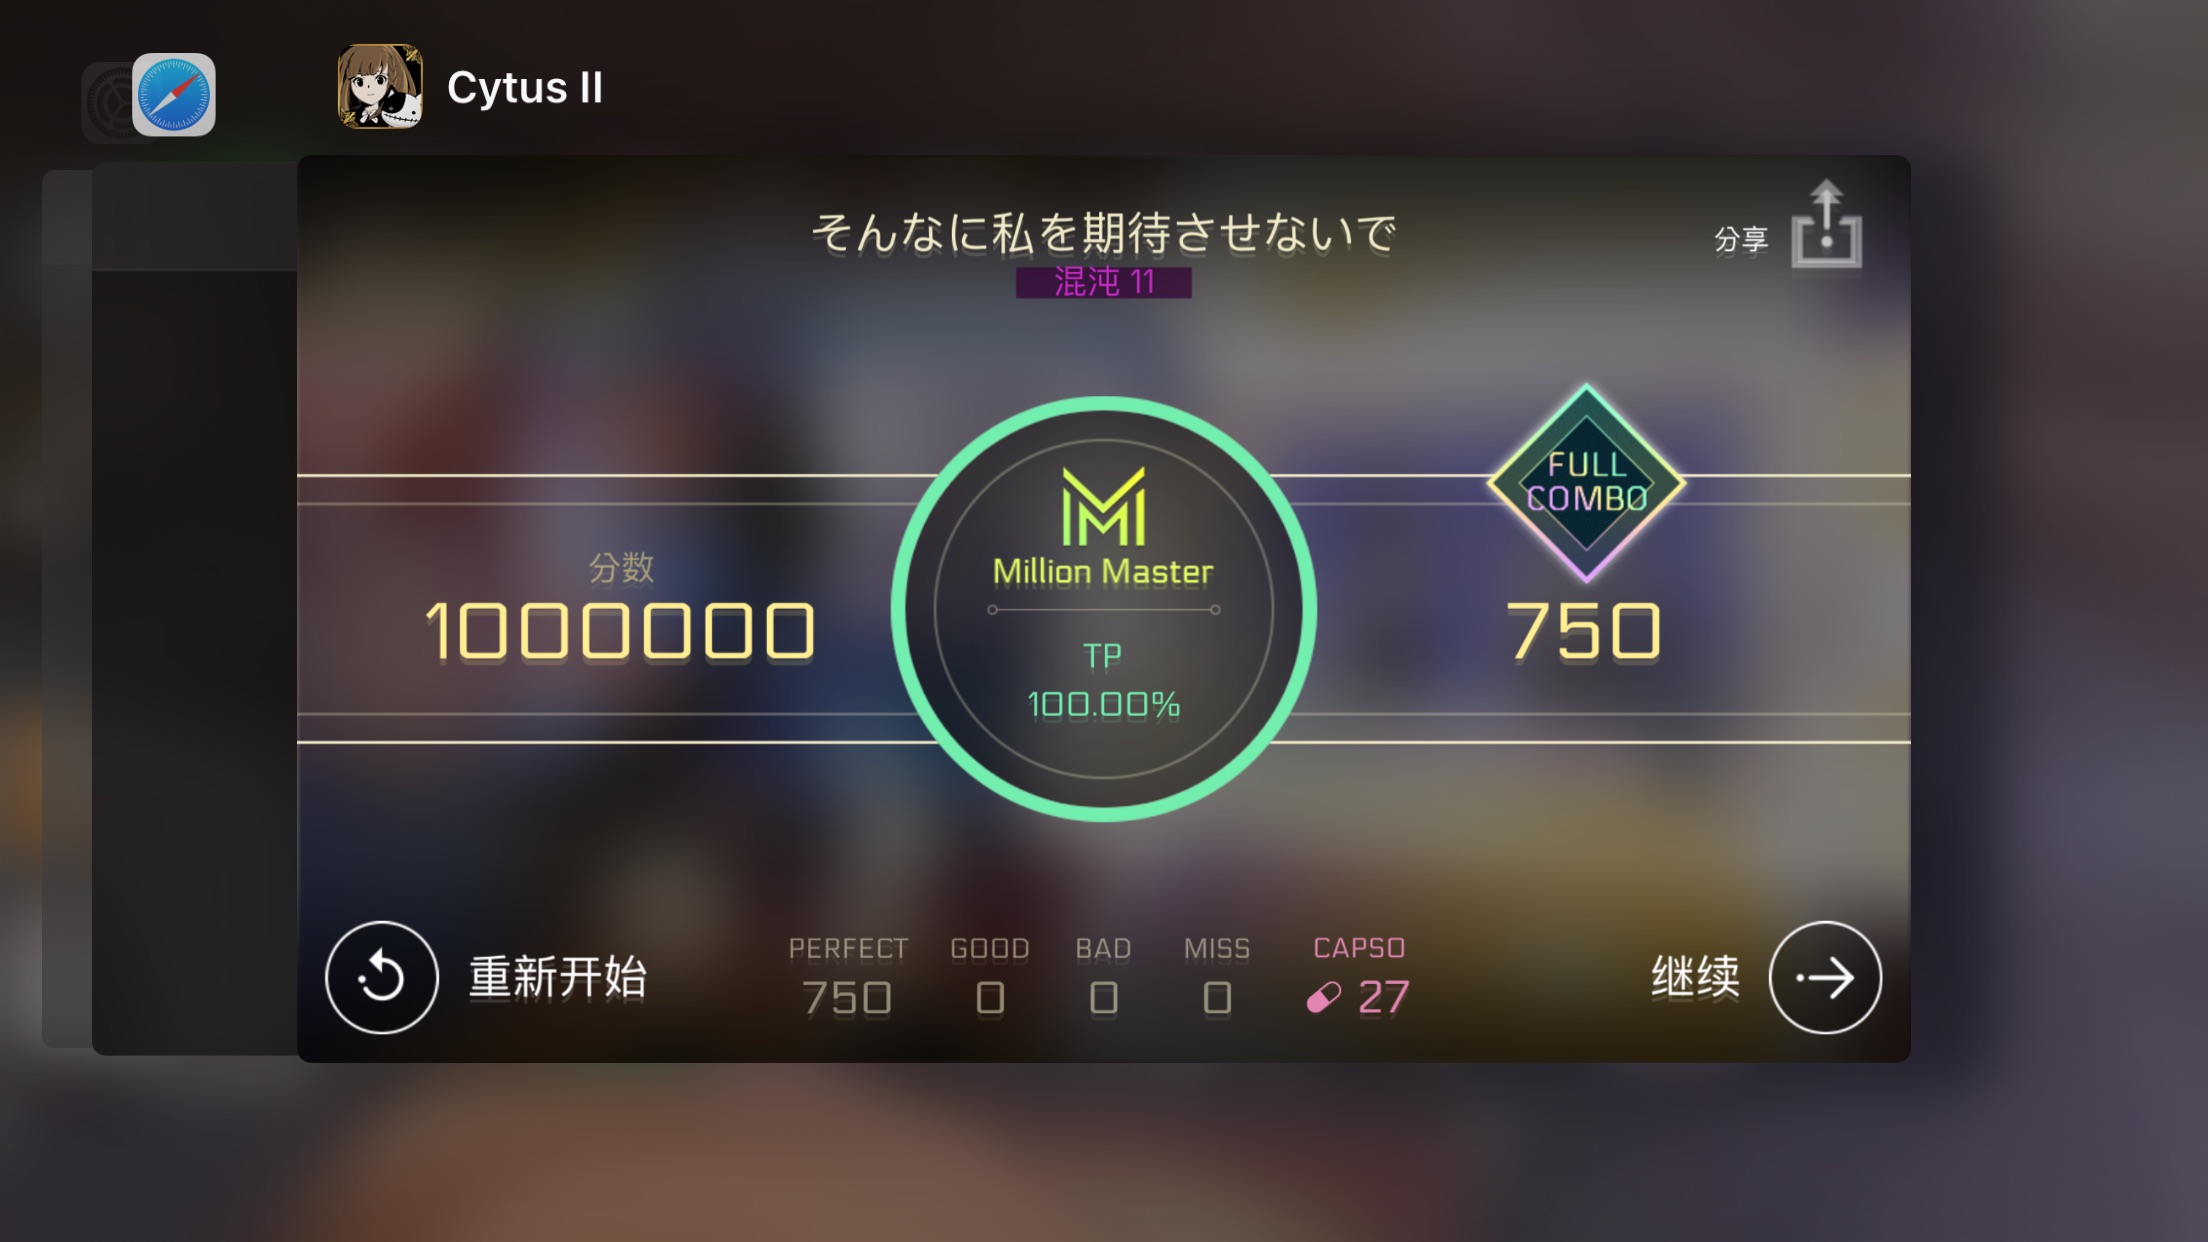 Cytus II
そんなに私を期待させないで
混沌 11
分享
Million Master
TP
100.00%
分数
1000000
FULL
COMBO
750
重新开始
PERFECT
750
GOOD
0
BAD
0
MISS
0
CAPSO
27
继续